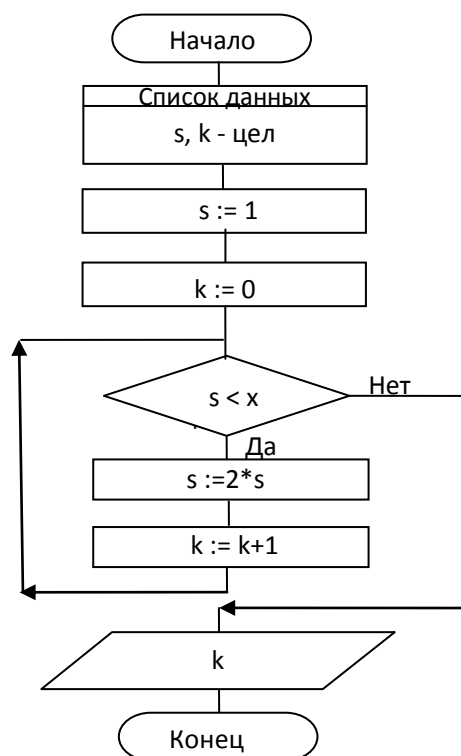 Начало
Список данных
s, k - цел
s := 1
k := 0
s < x
Нет
Да
s :=2*s
k := k+1
k
Конец